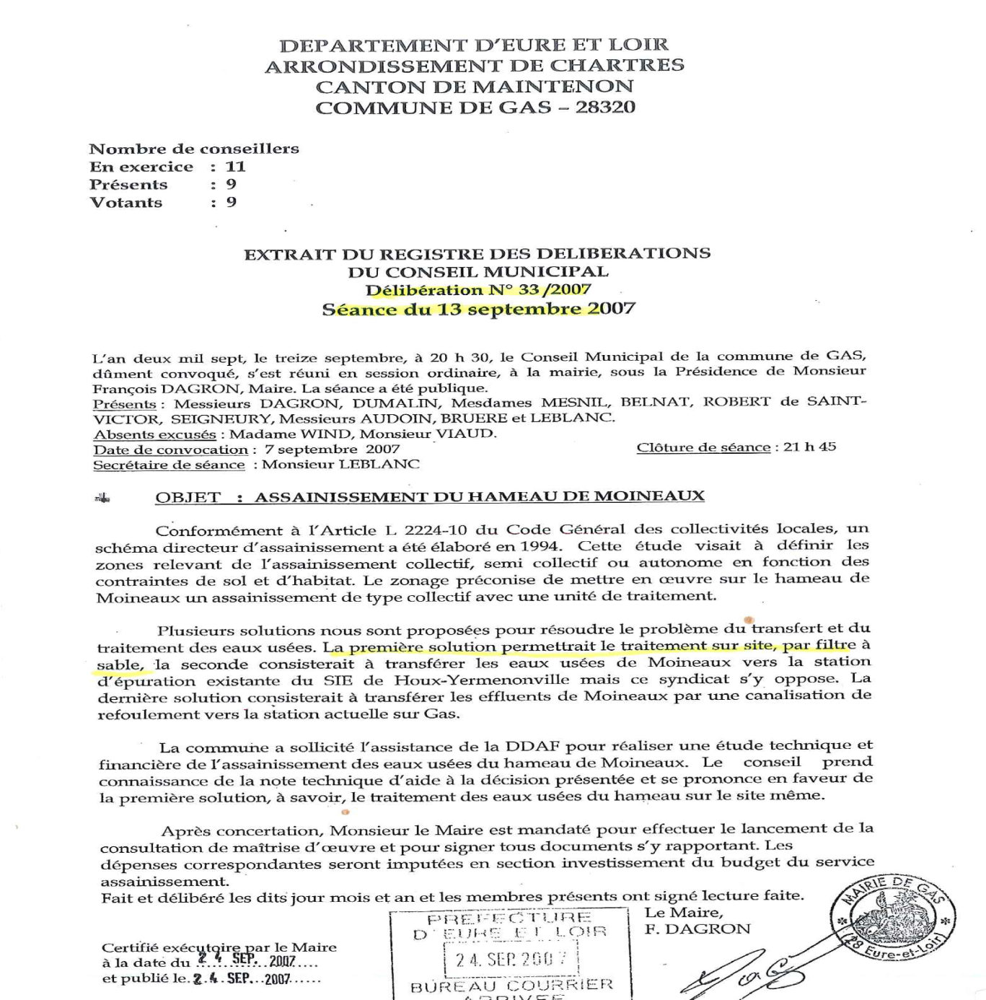 DEPARTEMENT D'EURE ET LOIR
ARRONDISSEMENT DE CHARTRES
CANTON DE MAINTENON
COMMUNE DE GAS – 28320
Nombre de conseillers
En exercice : 11
Présents : 9
Votants : 9
EXTRAIT DU REGISTRE DES DELIBERATIONS
DU CONSEIL MUNICIPAL
Délibération N° 33/2007
Séance du 13 septembre 2007
L'an deux mil sept, le treize septembre, à 20 h 30, le Conseil Municipal de la commune de GAS,
dûment convoqué, s'est réuni en session ordinaire, à la mairie, sous la Présidence de Monsieur
François DAGRON, Maire. La séance a été publique.
Présents : Messieurs DAGRON, DUMALIN, Mesdames MESNIL, BELNAT, ROBERT de SAINT-
VICTOR, SEIGNEURY, Messieurs AUDOIN, BRUERE et LEBLANC.
Absents excusés : Madame WIND, Monsieur VIAUD.
Date de convocation : 7 septembre 2007 Clôture de séance : 21 h 45
Secrétaire de séance : Monsieur LEBLANC
OBJET : ASSAINISSEMENT DU HAMEAU DE MOINEAUX
Conformément à l'Article L 2224-10 du Code Général des collectivités locales, un
schéma directeur d'assainissement a été élaboré en 1994. Cette étude visait à définir les
zones relevant de l'assainissement collectif, semi collectif ou autonome en fonction des
contraintes de sol et d'habitat. Le zonage préconise de mettre en œuvre sur le hameau de
Moineaux un assainissement de type collectif avec une unité de traitement.
Plusieurs solutions nous sont proposées pour résoudre le problème du transfert et du
traitement des eaux usées. La première solution permettrait le traitement sur site, par filtre à
sable, la seconde consisterait à transférer les eaux usées de Moineaux vers la station
d'épuration existante du SIE de Houx-Yermenonville mais ce syndicat s'y oppose. La
dernière solution consisterait à transférer les effluents de Moineaux par une canalisation de
refoulement vers la station actuelle sur Gas.
La commune a sollicité l'assistance de la DDAF pour réaliser une étude technique et
financière de l'assainissement des eaux usées du hameau de Moineaux. Le conseil prend
connaissance de la note technique d'aide à la décision présentée et se prononce en faveur de
la première solution, à savoir, le traitement des eaux usées du hameau sur le site même.
Après concertation, Monsieur le Maire est mandaté pour effectuer le lancement de la
consultation de maîtrise d'œuvre et pour signer tous documents s'y rapportant. Les
dépenses correspondantes seront imputées en section investissement du budget du service
assainissement.
Fait et délibéré les dits jour mois et an et les membres présents ont signé lecture faite.
Le Maire,
F. DAGRON
MAIRIE DE GAS
(28 Eure-et-Loir)
PREFECTURE
D'EURE ET LOIR
24. SEP. 2007
BUREAU COURRIER
ARRIVEE
Certifié exécutoire par le Maire
à la date du 24 SEP. 2007
et publié le 24. SEP. 2007